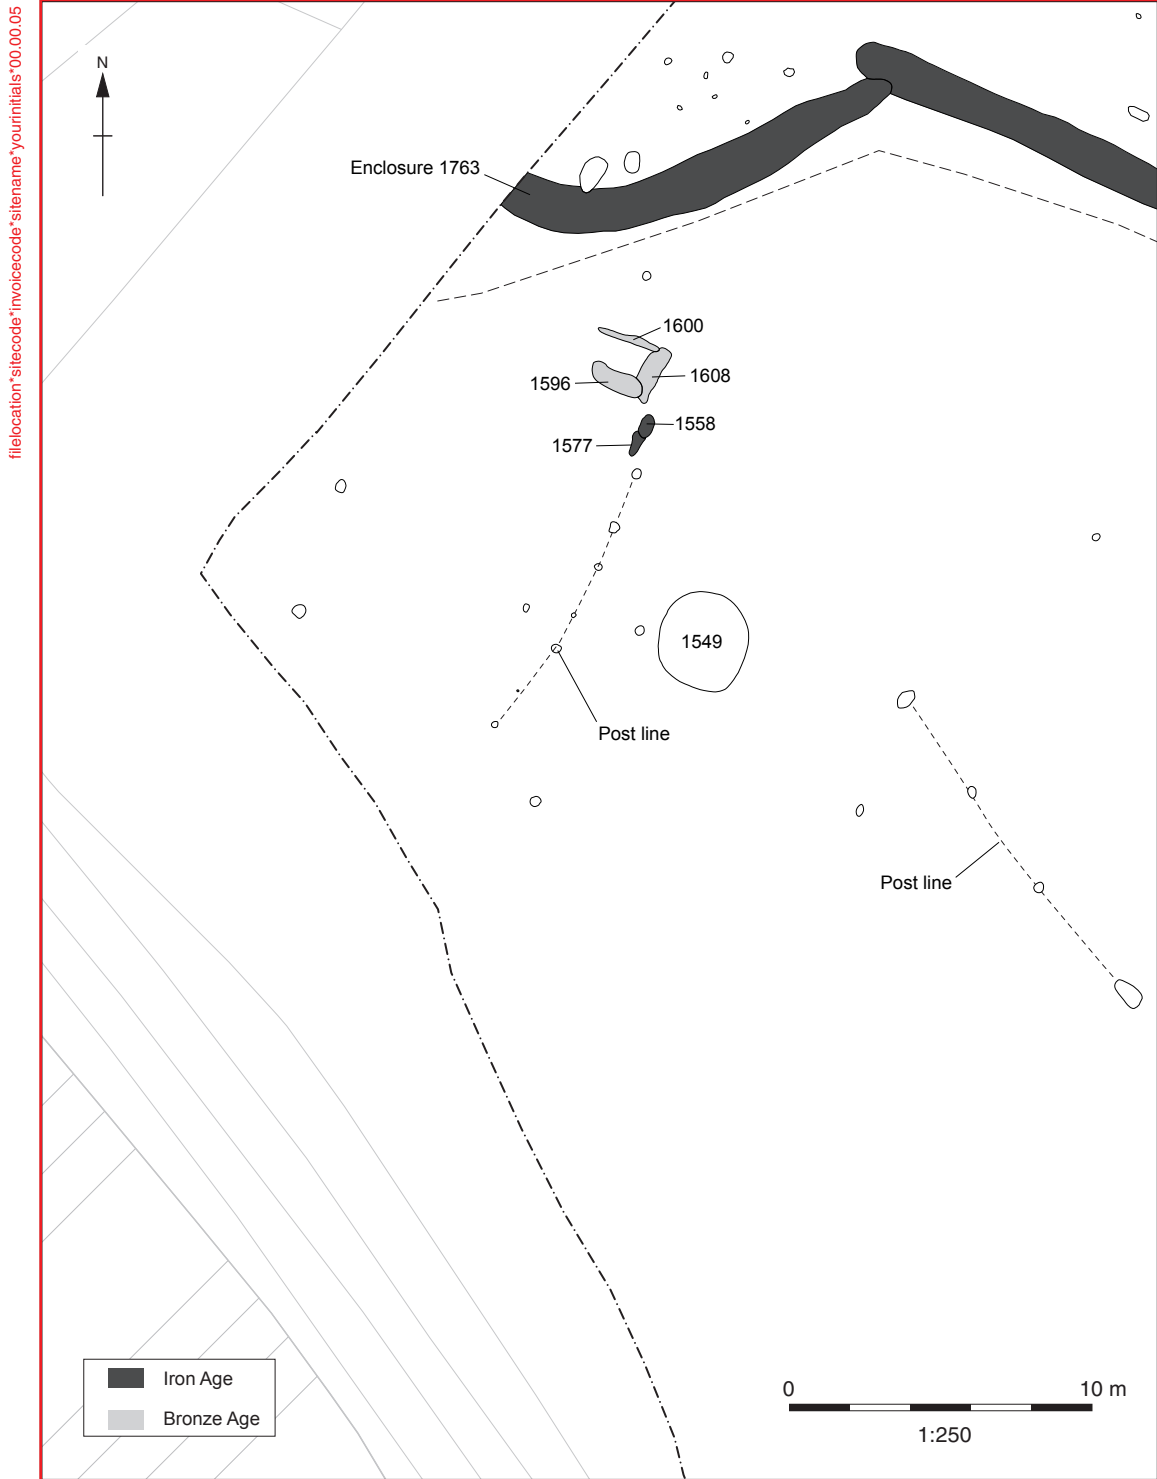 filelocation*sitecode*invoicecode*sitename*yourinitials*00.00.05
N
Enclosure 1763
1600
1596
1608
1558
1577
1549
Post line
Post line
Iron Age
Bronze Age
0 10 m
1:250